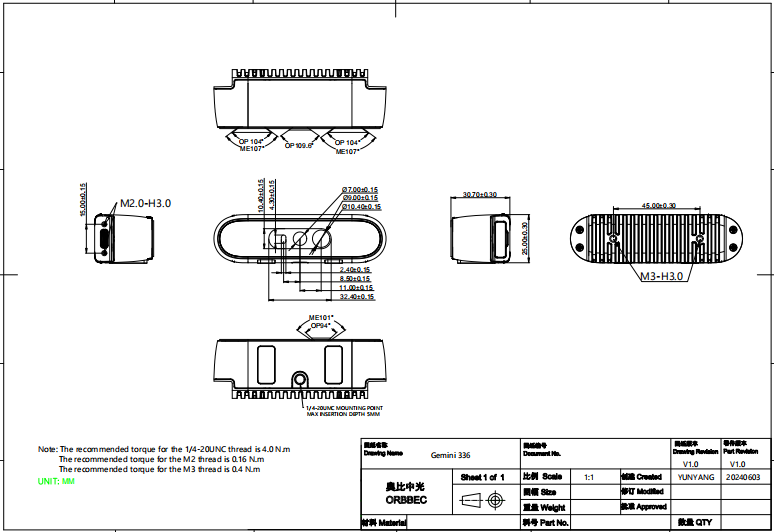 OP 104°
ME107°
OP109.6°
OP 104°
ME107°
15.00±0.15
M2.0-H3.0
10.40±0.15
4.30±0.15
Ø7.00±0.15
Ø9.00±0.15
Ø10.40±0.15
2.40±0.15
8.50±0.15
11.00±0.15
32.40±0.15
30.70±0.30
25.00±0.30
45.00±0.30
M3-H3.0
ME101°
OP94°
1/4-20UNC MOUNTING POINT
MAX INSERTION DEPTH 5MM
Note: The recommended torque for the 1/4-20UNC thread is 4.0 N.m
The recommended torque for the M2 thread is 0.16 N.m
The recommended torque for the M3 thread is 0.4 N.m
UNIT: MM
图纸名称
Drawing Name
Gemini 336
图纸编号
Document No.
图纸版本
Drawing Revision
V1.0
零件版本
Part Revision
V1.0
奥比中光
ORBBEC
Sheet 1 of 1
比例 Scale
1:1
创建 Created
YUNYANG
20240603
图幅 Size
修订 Modified
重量 Weight
批准 Approved
材料 Material
料号 Part No.
数量 QTY